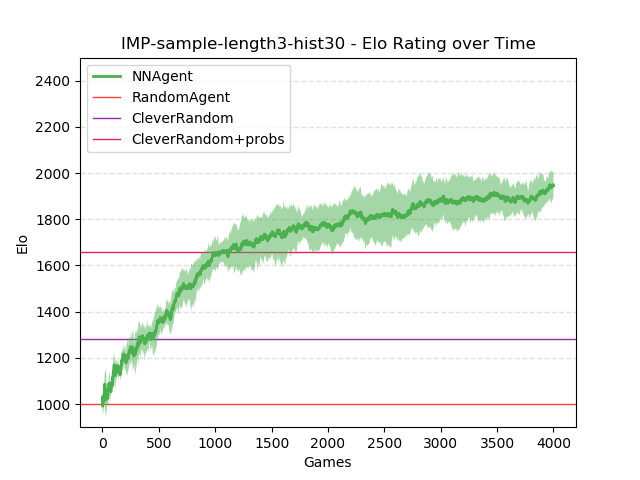 IMP-sample-length3-hist30 - Elo Rating over Time
NNAgent
RandomAgent
CleverRandom
CleverRandom+probs
2400
2200
2000
1800
1600
1400
1200
1000
Elo
0 500 1000 1500 2000 2500 3000 3500 4000
Games